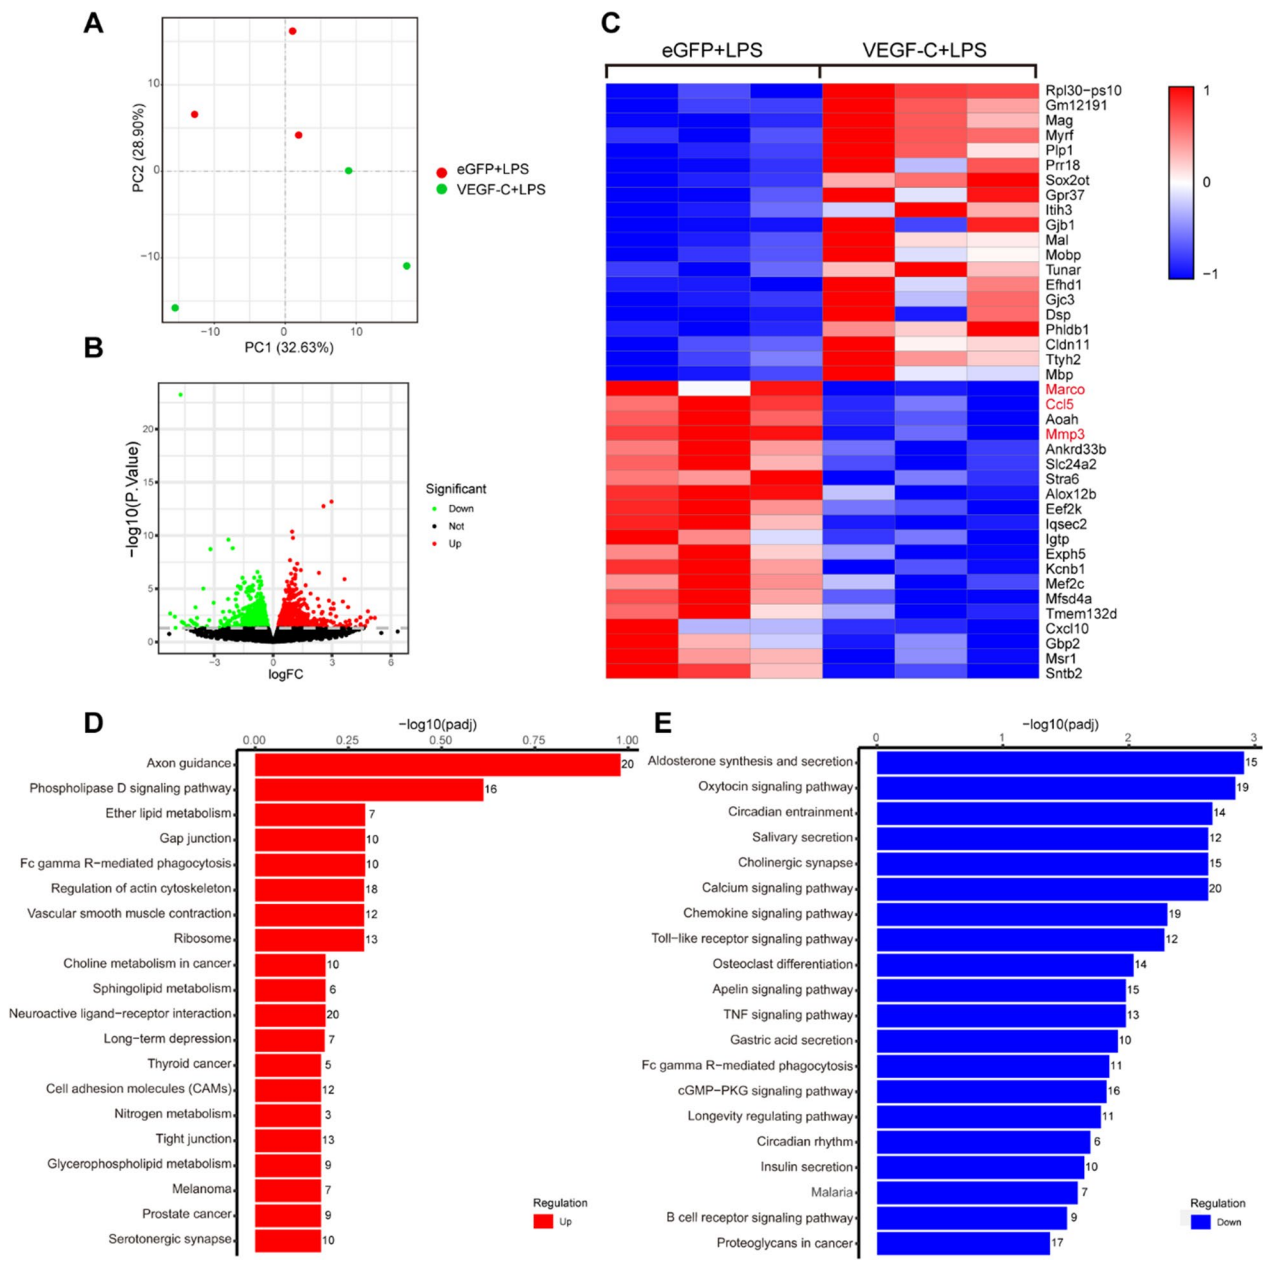 A
10
0
−10
PC2 (28.90%)
−10
0
10
PC1 (32.63%)
eGFP+LPS
VEGF-C+LPS
B
20
15
10
5
0
−log10(P.Value)
−3
0
3
6
logFC
Significant
Down
Not
Up
C
eGFP+LPS
VEGF-C+LPS
Rpl30−ps10
Gm12191
Mag
Myrf
Plp1
Prr18
Sox2ot
Gpr37
Itih3
Gjb1
Mal
Mobp
Tunar
Efhd1
Gjc3
Dsp
Phldb1
Cldn11
Ttyh2
Mbp
Marco
Ccl5
Aoah
Mmp3
Ankrd33b
Slc24a2
Stra6
Alox12b
Eef2k
Iqsec2
Igtp
Exph5
Kcnb1
Mef2c
Mfsd4a
Tmem132d
Cxcl10
Gbp2
Msr1
Sntb2
1
0
−1
D
−log10(padj)
0.00 0.25 0.50 0.75 1.00
Axon guidance 20
Phospholipase D signaling pathway 16
Ether lipid metabolism 7
Gap junction 10
Fc gamma R−mediated phagocytosis 10
Regulation of actin cytoskeleton 18
Vascular smooth muscle contraction 12
Ribosome 13
Choline metabolism in cancer 10
Sphingolipid metabolism 6
Neuroactive ligand−receptor interaction 20
Long−term depression 7
Thyroid cancer 5
Cell adhesion molecules (CAMs) 12
Nitrogen metabolism 3
Tight junction 13
Glycerophospholipid metabolism 9
Melanoma 7
Prostate cancer 9
Serotonergic synapse 10
Regulation
Up
E
−log10(padj)
0 1 2 3
Aldosterone synthesis and secretion 15
Oxytocin signaling pathway 19
Circadian entrainment 14
Salivary secretion 12
Cholinergic synapse 15
Calcium signaling pathway 20
Chemokine signaling pathway 19
Toll−like receptor signaling pathway 12
Osteoclast differentiation 14
Apelin signaling pathway 15
TNF signaling pathway 13
Gastric acid secretion 10
Fc gamma R−mediated phagocytosis 11
cGMP−PKG signaling pathway 16
Longevity regulating pathway 11
Circadian rhythm 6
Insulin secretion 10
Malaria 7
B cell receptor signaling pathway 9
Proteoglycans in cancer 17
Regulation
Down